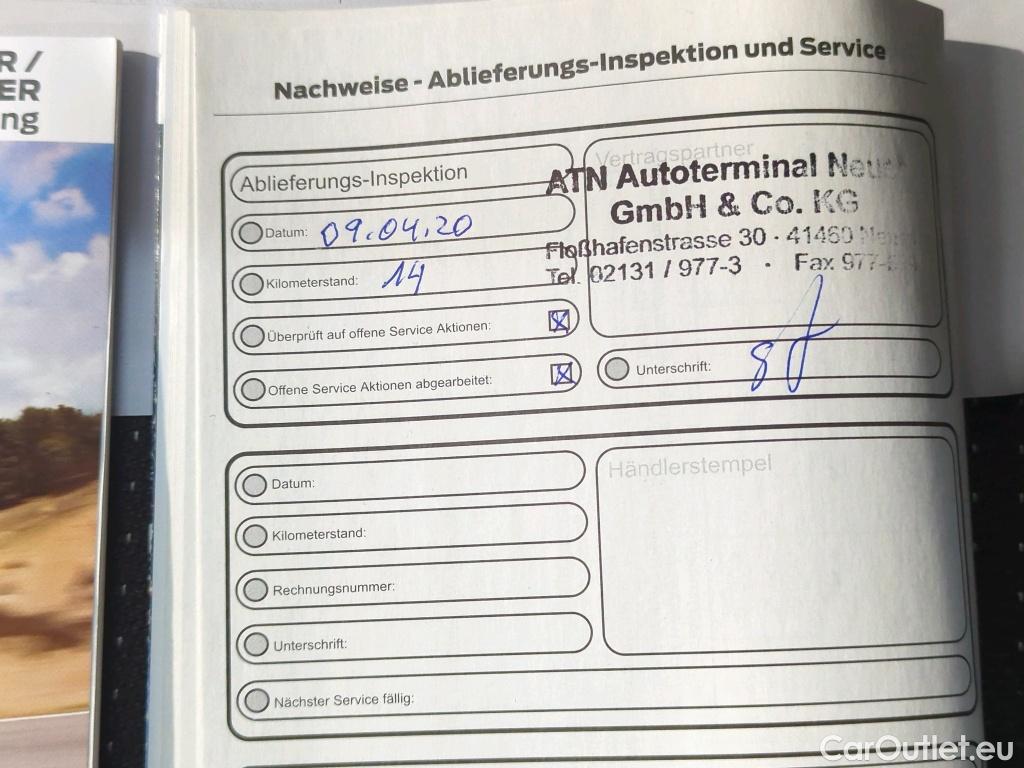 R /
ER
ng
Nachweise - Ablieferungs-Inspektion und Service
Ablieferungs-Inspektion
Datum: 09.04.20
Kilometerstand: 14
Überprüft auf offene Service Aktionen:
Offene Service Aktionen abgearbeitet:
Vertragspartner
ATN Autoterminal
GmbH & Co. KG
Floßhafenstrasse 30 · 41460
Tel. 02131 / 977-3 · Fax 977-
Unterschrift:
Datum:
Kilometerstand:
Rechnungsnummer:
Unterschrift:
Nächster Service fällig:
Händlerstempel
CarOutlet.eu